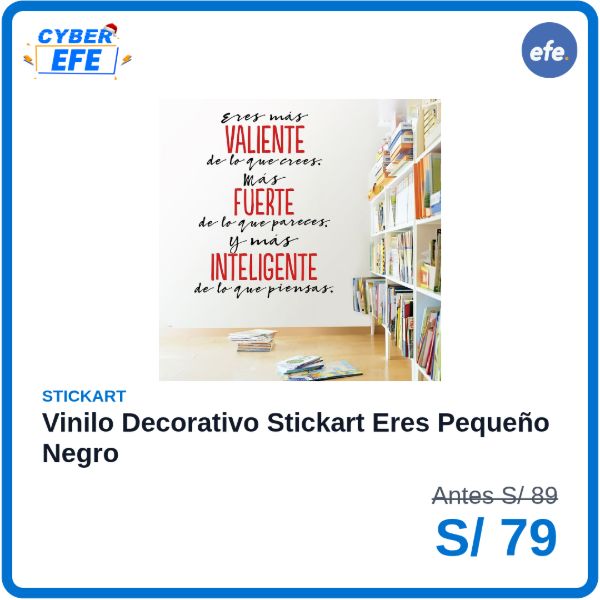 CYBER
EFE
efe.
Eres más
VALIENTE
de lo que crees.
Más
FUERTE
de lo que pareces.
y más
INTELIGENTE
de lo que piensas.
STICKART
Vinilo Decorativo Stickart Eres Pequeño
Negro
Antes S/ 89
S/ 79